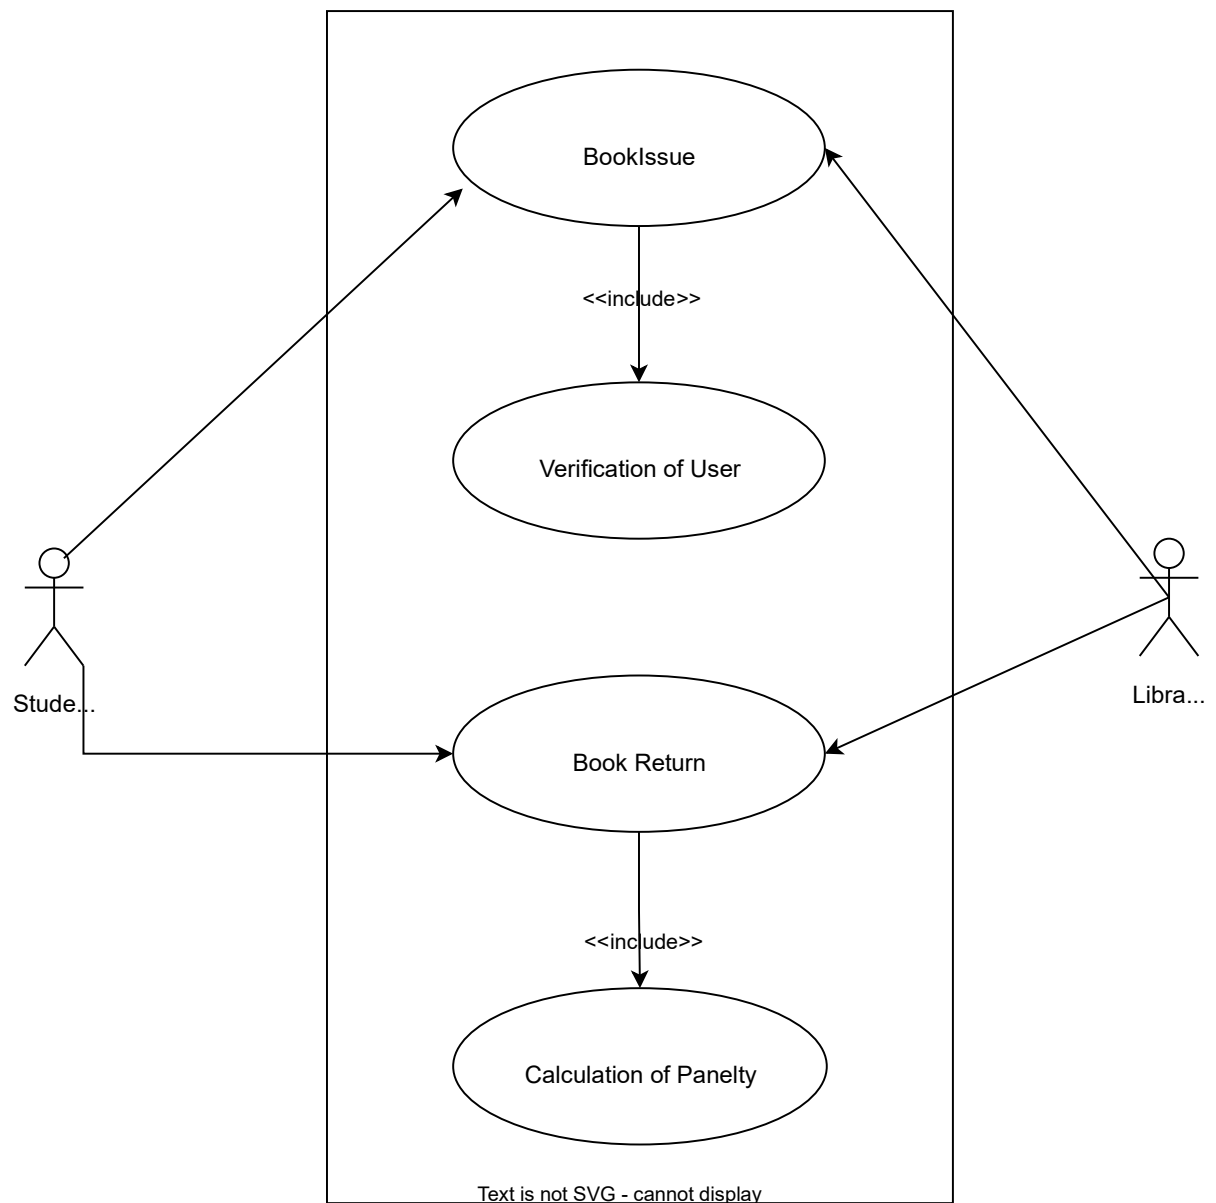 BookIssue
<<include>>
Verification of User
Stude...
Libra...
Book Return
<<include>>
Calculation of Panelty
Text is not SVG - cannot display